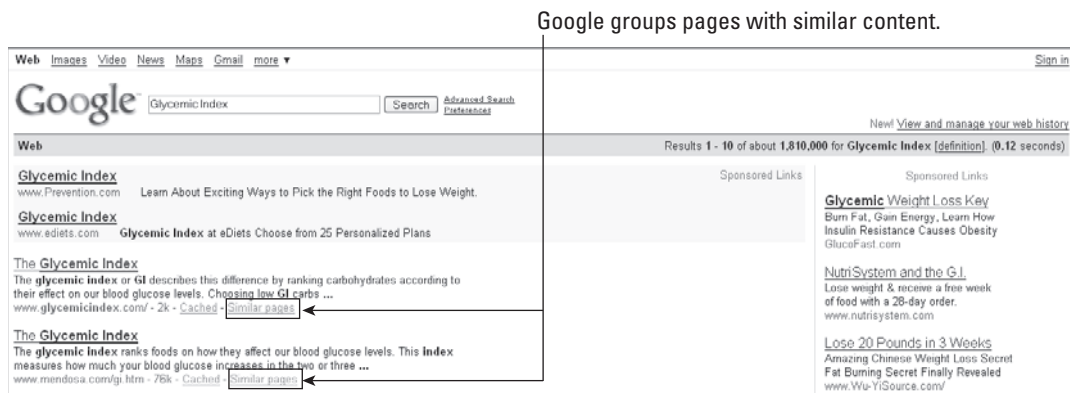 Google groups pages with similar content.
Web Images Video News Maps Gmail more ▼
Sign in
Google
Glycemic Index
Search
Advanced Search
Preferences
New! View and manage your web history
Web
Results 1 - 10 of about 1,810,000 for Glycemic Index [definition]. (0.12 seconds)
Glycemic Index
www.Prevention.com Learn About Exciting Ways to Pick the Right Foods to Lose Weight.
Sponsored Links
Glycemic Index
www.ediets.com Glycemic Index at eDiets Choose from 25 Personalized Plans
The Glycemic Index
The glycemic index or GI describes this difference by ranking carbohydrates according to
their effect on our blood glucose levels. Choosing low GI carbs ...
www.glycemicindex.com/ - 2k - Cached - Similar pages
The Glycemic Index
The glycemic index ranks foods on how they affect our blood glucose levels. This index
measures how much your blood glucose increases in the two or three ...
www.mendosa.com/gi.htm - 76k - Cached - Similar pages
Sponsored Links
Glycemic Weight Loss Key
Burn Fat, Gain Energy, Learn How
Insulin Resistance Causes Obesity
GlucoFast.com
NutriSystem and the G.I.
Lose weight & receive a free week
of food with a 28-day order.
www.nutrisystem.com
Lose 20 Pounds in 3 Weeks
Amazing Chinese Weight Loss Secret
Fat Burning Secret Finally Revealed
www.Wu-YiSource.com/